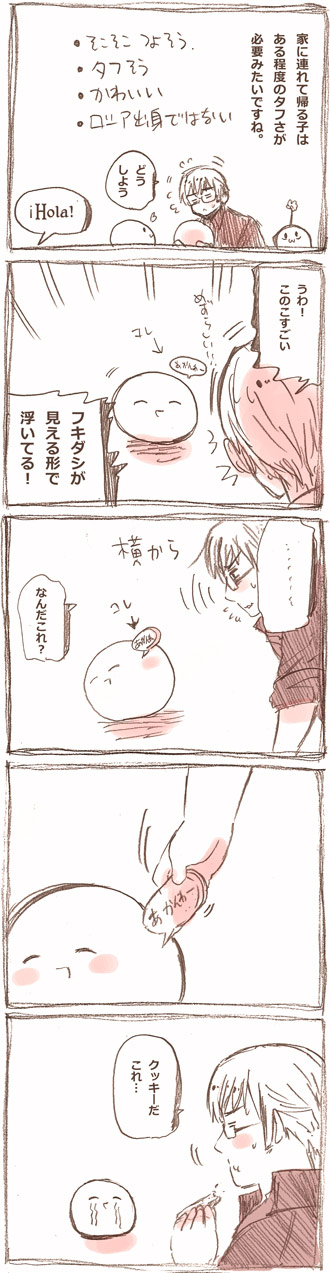 家に連れて帰る子は
ある程度のタフさが
必要みたいですね。
・そこそこつよそう.
・タフそう
・かわいい
・ロシア出身ではない
どう
しよう
¡Hola!
うわ！
このこすごい
めずらしい!!
コレ
あかんわー
フキダシが
見える形で
浮いてる！
………
横から
コレ
あかんわ
なんだこれ？
あかんわー
クッキーだ
これ…